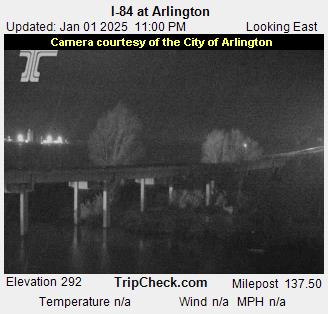 I-84 at Arlington
Updated: Jan 01 2025 11:00 PM Looking East
Camera courtesy of the City of Arlington
Elevation 292 TripCheck.com Milepost 137.50
Temperature n/a Wind n/a MPH n/a